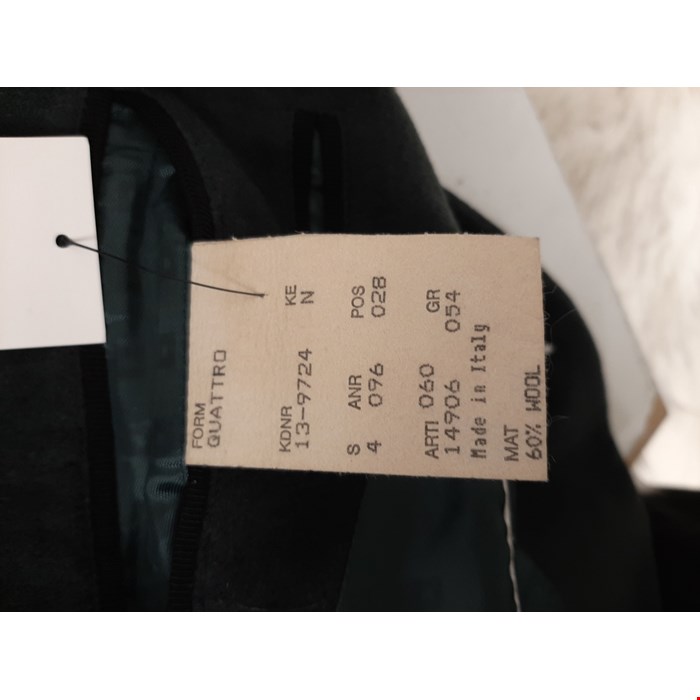 FORM
QUATTRO
KDNR KE
13-9724 N
S ANR POS
4 096 028
ARTI 060 GR
14906 054
Made in Italy
MAT
60% WOOL